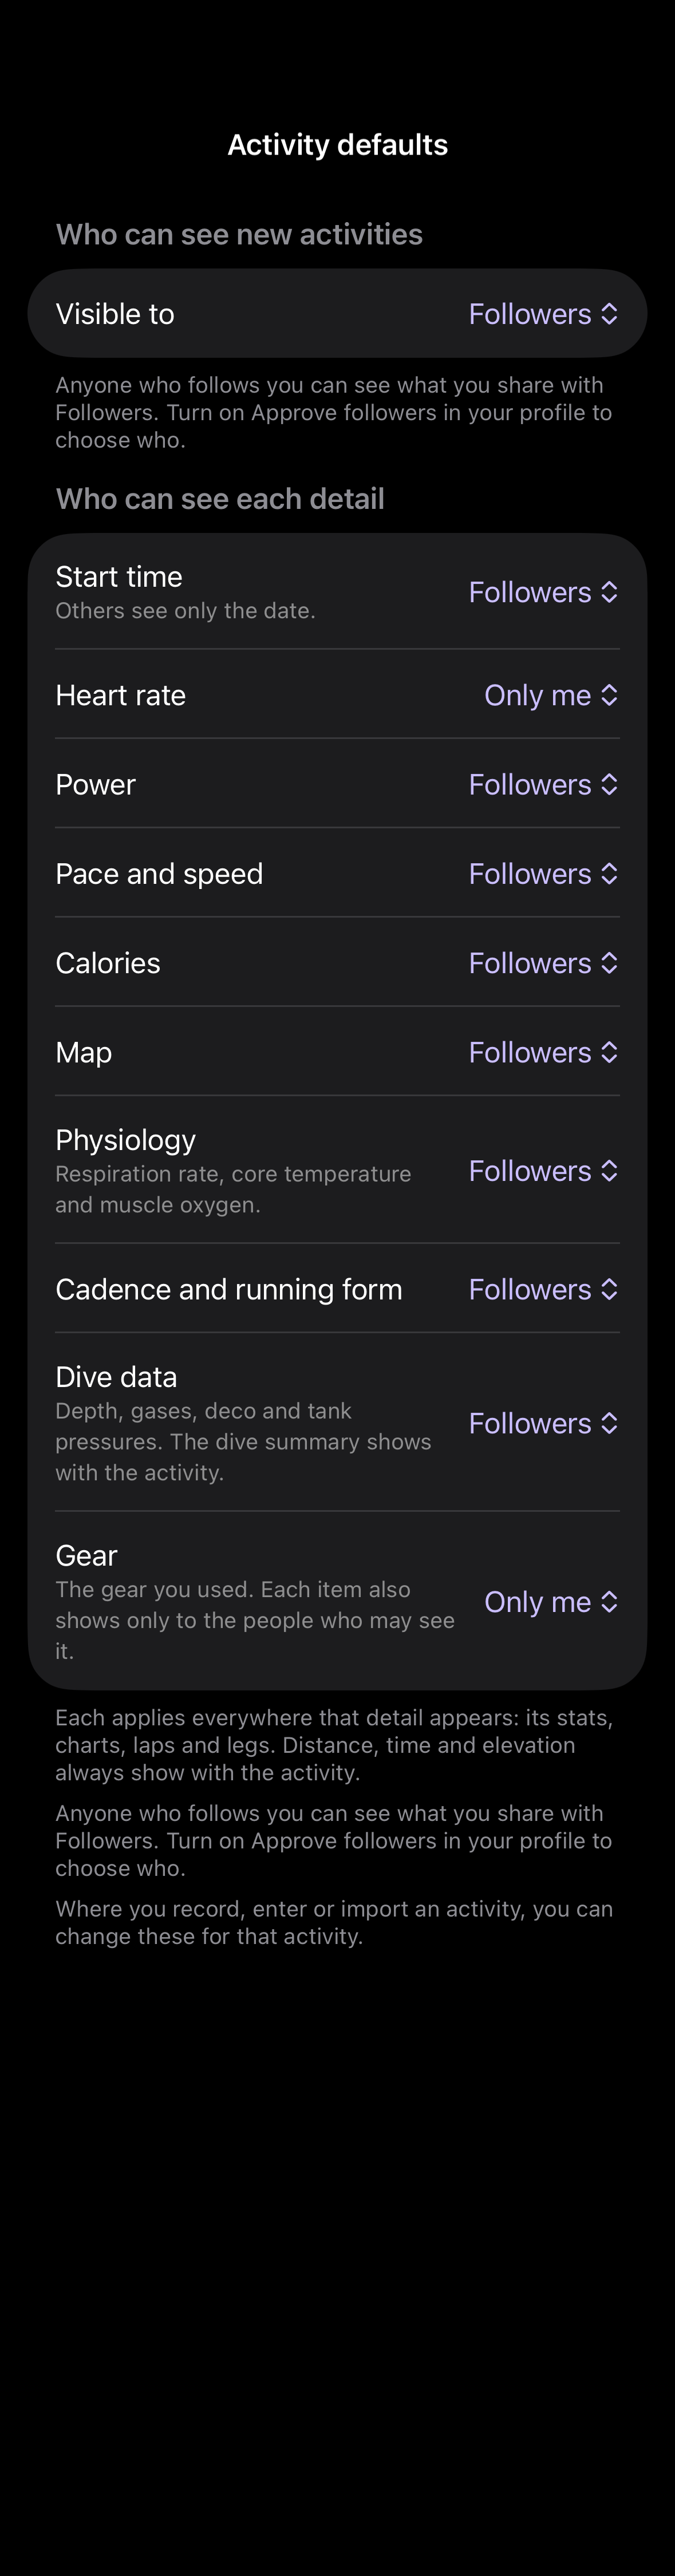 Activity defaults
Who can see new activities
Visible to
Followers
Anyone who follows you can see what you share with
Followers. Turn on Approve followers in your profile to
choose who.
Who can see each detail
Start time
Others see only the date.
Followers
Heart rate
Only me
Power
Followers
Pace and speed
Followers
Calories
Followers
Map
Followers
Physiology
Respiration rate, core temperature
and muscle oxygen.
Followers
Cadence and running form
Followers
Dive data
Depth, gases, deco and tank
pressures. The dive summary shows
with the activity.
Followers
Gear
The gear you used. Each item also
shows only to the people who may see
it.
Only me
Each applies everywhere that detail appears: its stats,
charts, laps and legs. Distance, time and elevation
always show with the activity.
Anyone who follows you can see what you share with
Followers. Turn on Approve followers in your profile to
choose who.
Where you record, enter or import an activity, you can
change these for that activity.